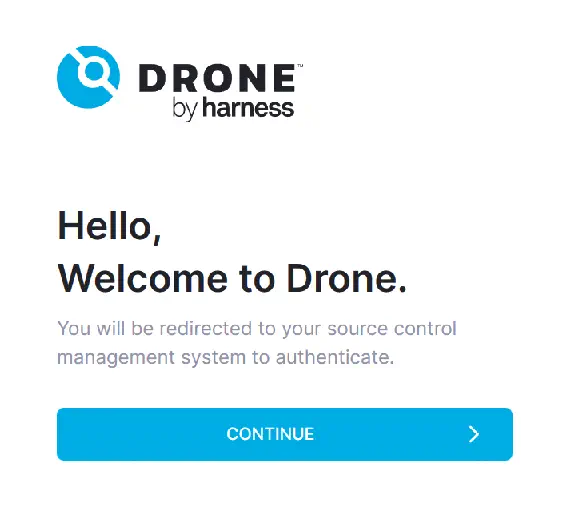 DRONE™
by harness
Hello,
Welcome to Drone.
You will be redirected to your source control
management system to authenticate.
CONTINUE